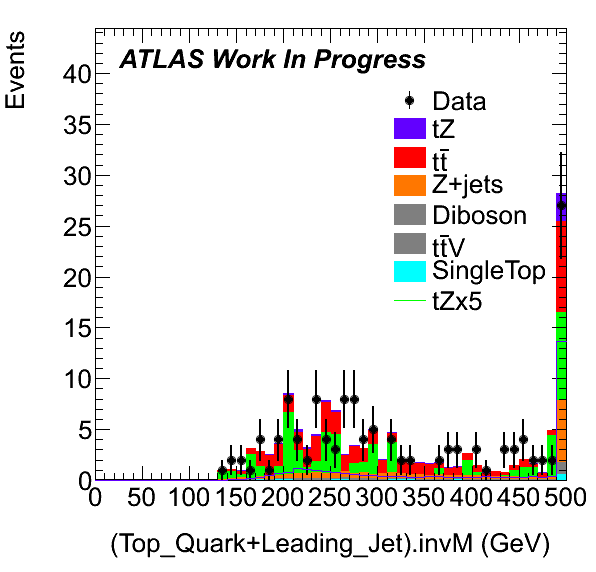 Events
ATLAS Work In Progress
Data
tZ
tt̄
Z+jets
Diboson
tt̄V
SingleTop
tZx5
40
35
30
25
20
15
10
5
0
0 50 100 150 200 250 300 350 400 450 500
(Top_Quark+Leading_Jet).invM (GeV)